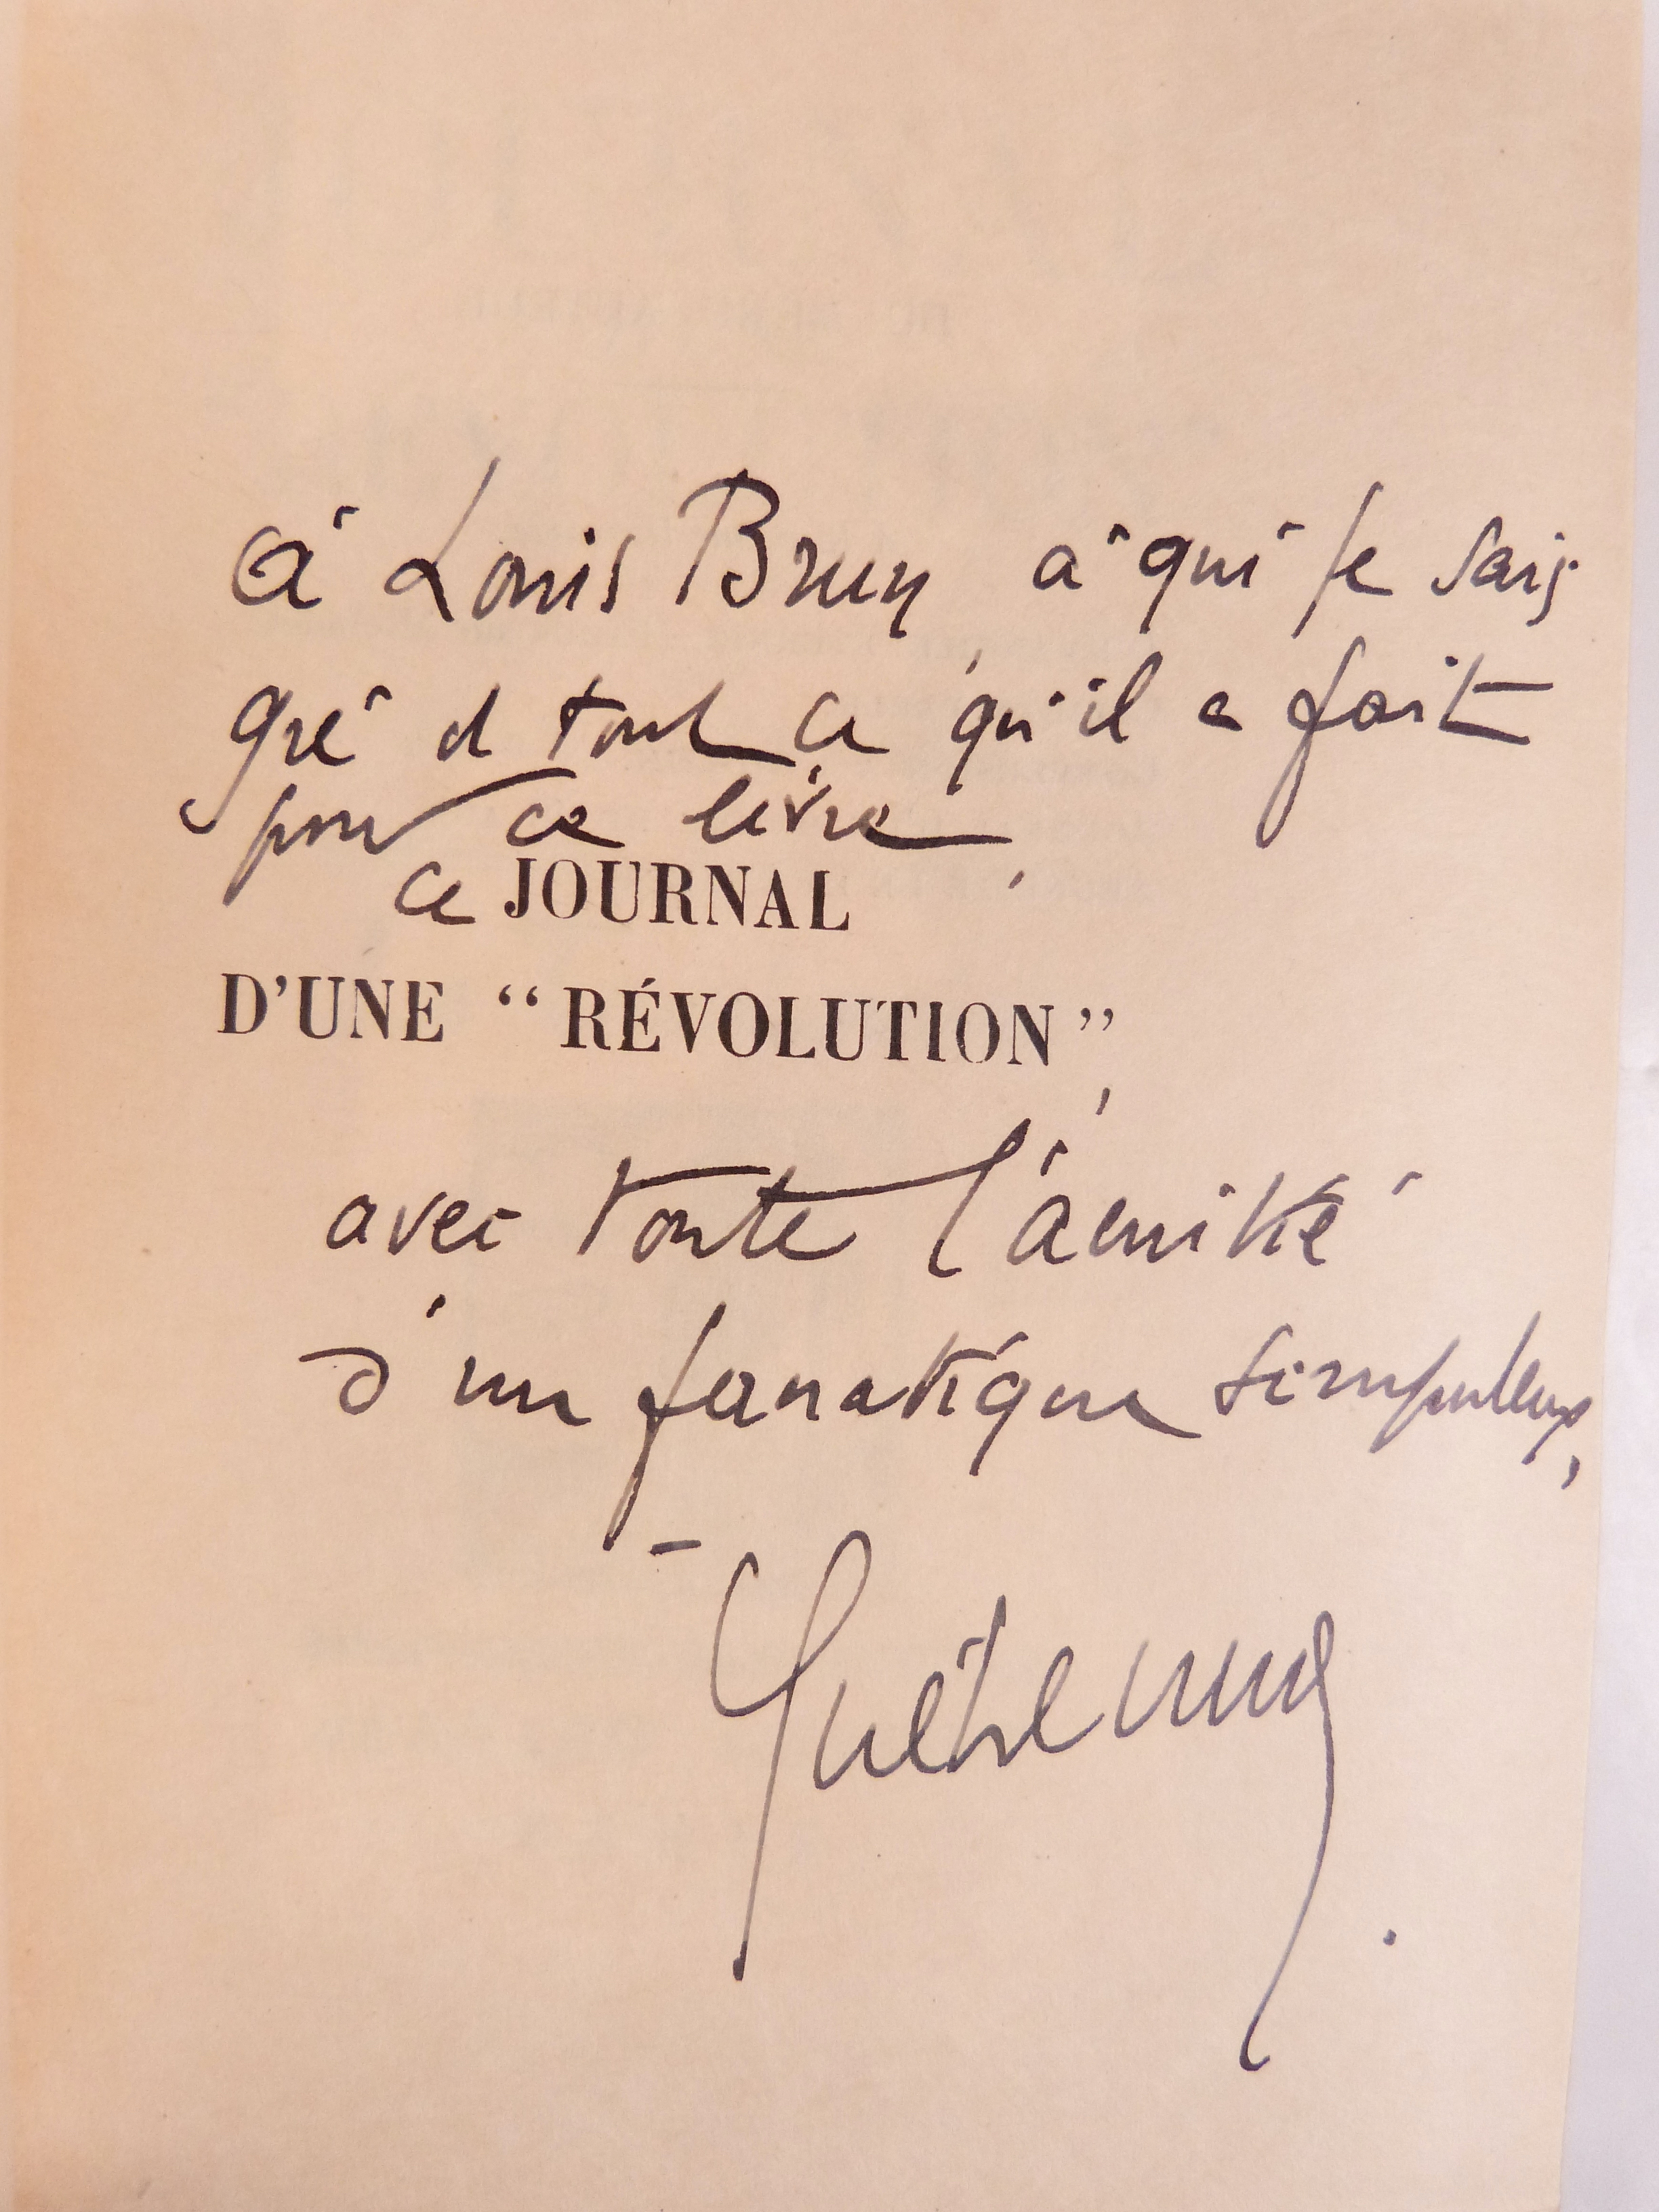 à Louis Brun, à qui je sais
gré de tout ce qu'il a fait
pour ce livre,
ce JOURNAL
D'UNE “RÉVOLUTION”,
avec toute l'amitié
d'un fanatique scrupuleux,
– Guéhenno.